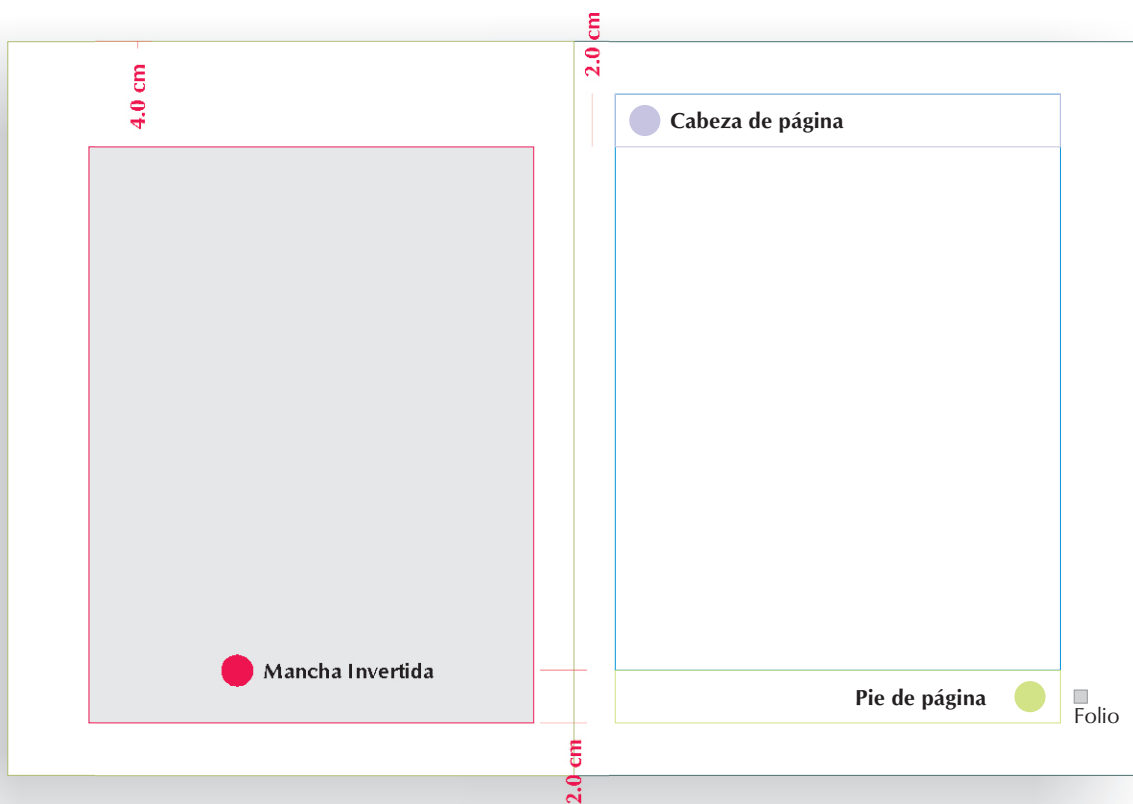 4.0 cm
2.0 cm
Cabeza de página
Mancha Invertida
Pie de página
Folio
2.0 cm